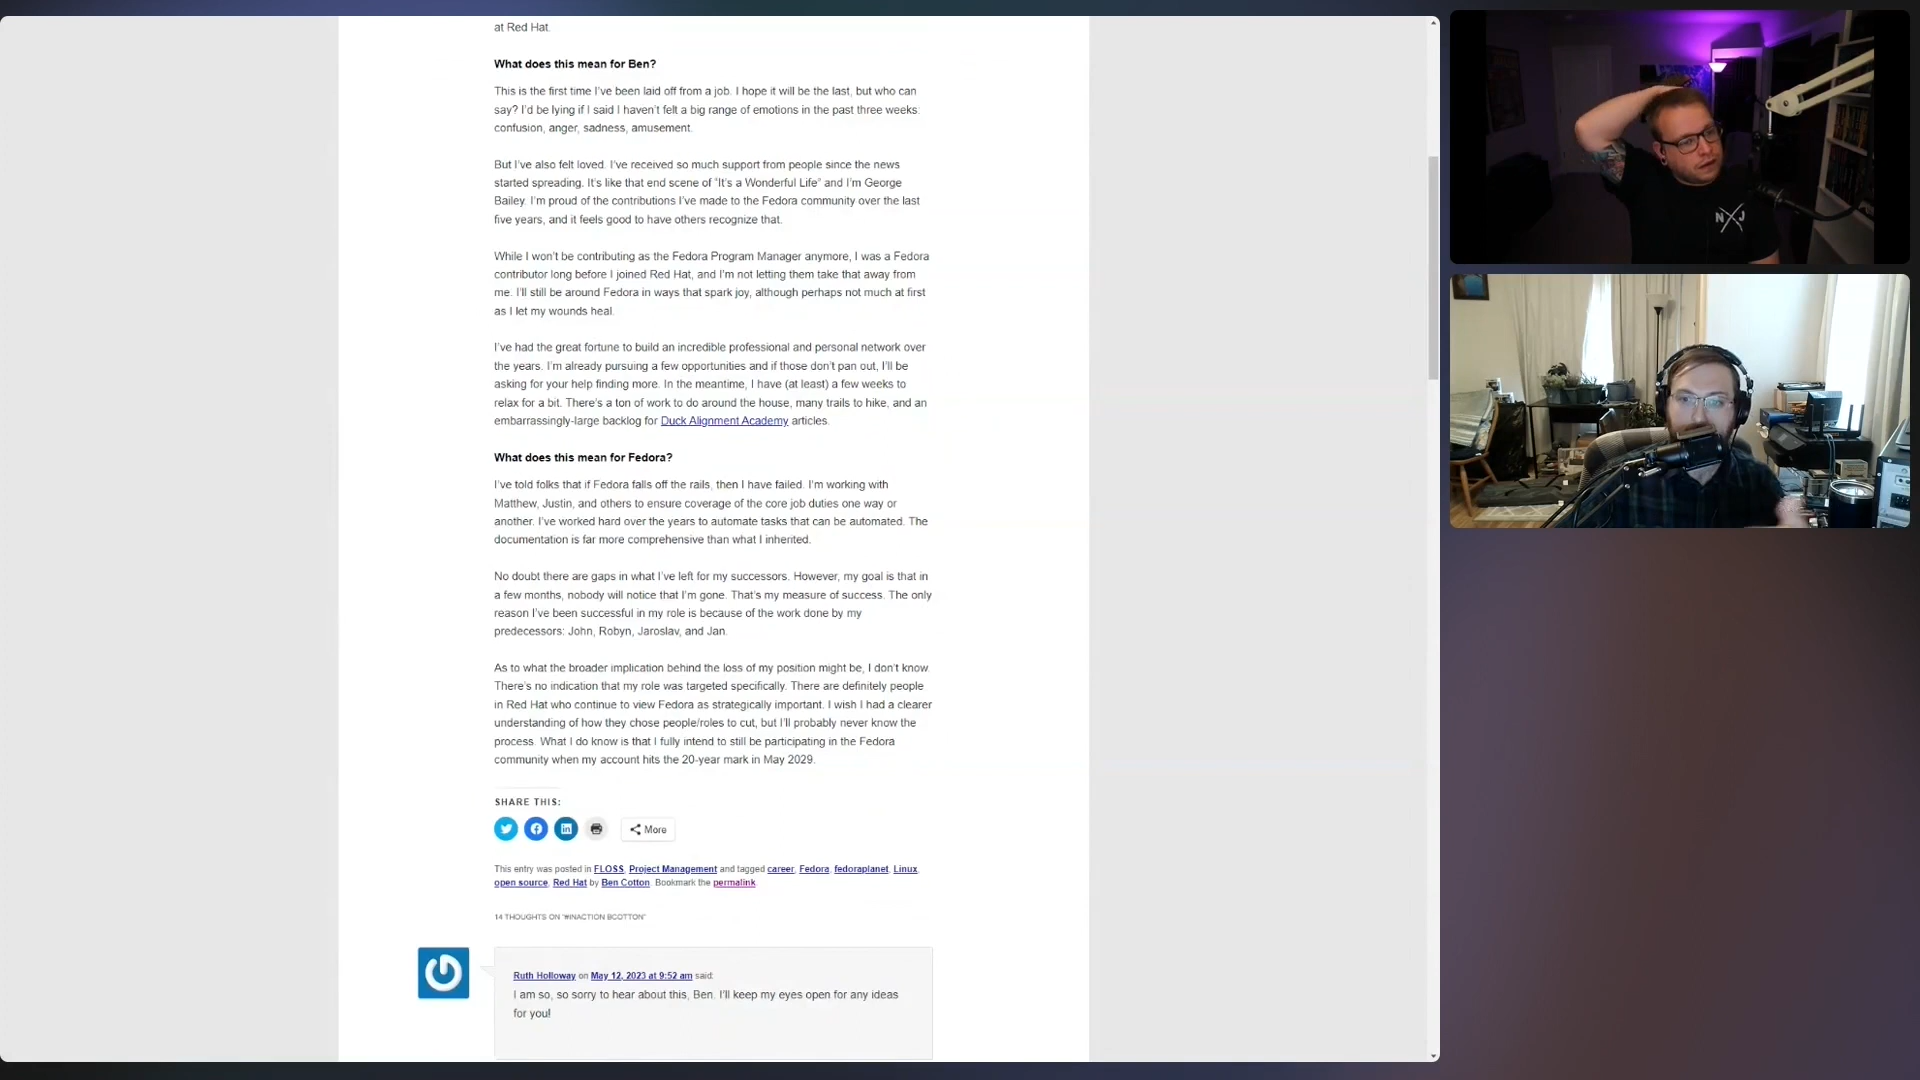 at Red Hat.
What does this mean for Ben?
This is the first time I've been laid off from a job. I hope it will be the last, but who can
say? I'd be lying if I said I haven't felt a big range of emotions in the past three weeks:
confusion, anger, sadness, amusement.
But I've also felt loved. I've received so much support from people since the news
started spreading. It's like that end scene of "It's a Wonderful Life" and I'm George
Bailey. I'm proud of the contributions I've made to the Fedora community over the last
five years, and it feels good to have others recognize that.
While I won't be contributing as the Fedora Program Manager anymore, I was a Fedora
contributor long before I joined Red Hat, and I'm not letting them take that away from
me. I'll still be around Fedora in ways that spark joy, although perhaps not much at first
as I let my wounds heal.
I've had the great fortune to build an incredible professional and personal network over
the years. I'm already pursuing a few opportunities and if those don't pan out, I'll be
asking for your help finding more. In the meantime, I have (at least) a few weeks to
relax for a bit. There's a ton of work to do around the house, many trails to hike, and an
embarrassingly-large backlog for Duck Alignment Academy articles.
What does this mean for Fedora?
I've told folks that if Fedora falls off the rails, then I have failed. I'm working with
Matthew, Justin, and others to ensure coverage of the core job duties one way or
another. I've worked hard over the years to automate tasks that can be automated. The
documentation is far more comprehensive than what I inherited.
No doubt there are gaps in what I've left for my successors. However, my goal is that in
a few months, nobody will notice that I'm gone. That's my measure of success. The only
reason I've been successful in my role is because of the work done by my
predecessors: John, Robyn, Jaroslav, and Jan.
As to what the broader implication behind the loss of my position might be, I don't know.
There's no indication that my role was targeted specifically. There are definitely people
in Red Hat who continue to view Fedora as strategically important. I wish I had a clearer
understanding of how they chose people/roles to cut, but I'll probably never know the
process. What I do know is that I fully intend to still be participating in the Fedora
community when my account hits the 20-year mark in May 2029.
SHARE THIS:
More
This entry was posted in FLOSS, Project Management and tagged career, Fedora, fedoraplanet, Linux,
open source, Red Hat by Ben Cotton. Bookmark the permalink.
14 THOUGHTS ON "#INACTION BCOTTON"
Ruth Holloway on May 12, 2023 at 9:52 am said:
I am so, so sorry to hear about this, Ben. I'll keep my eyes open for any ideas
for you!
N J